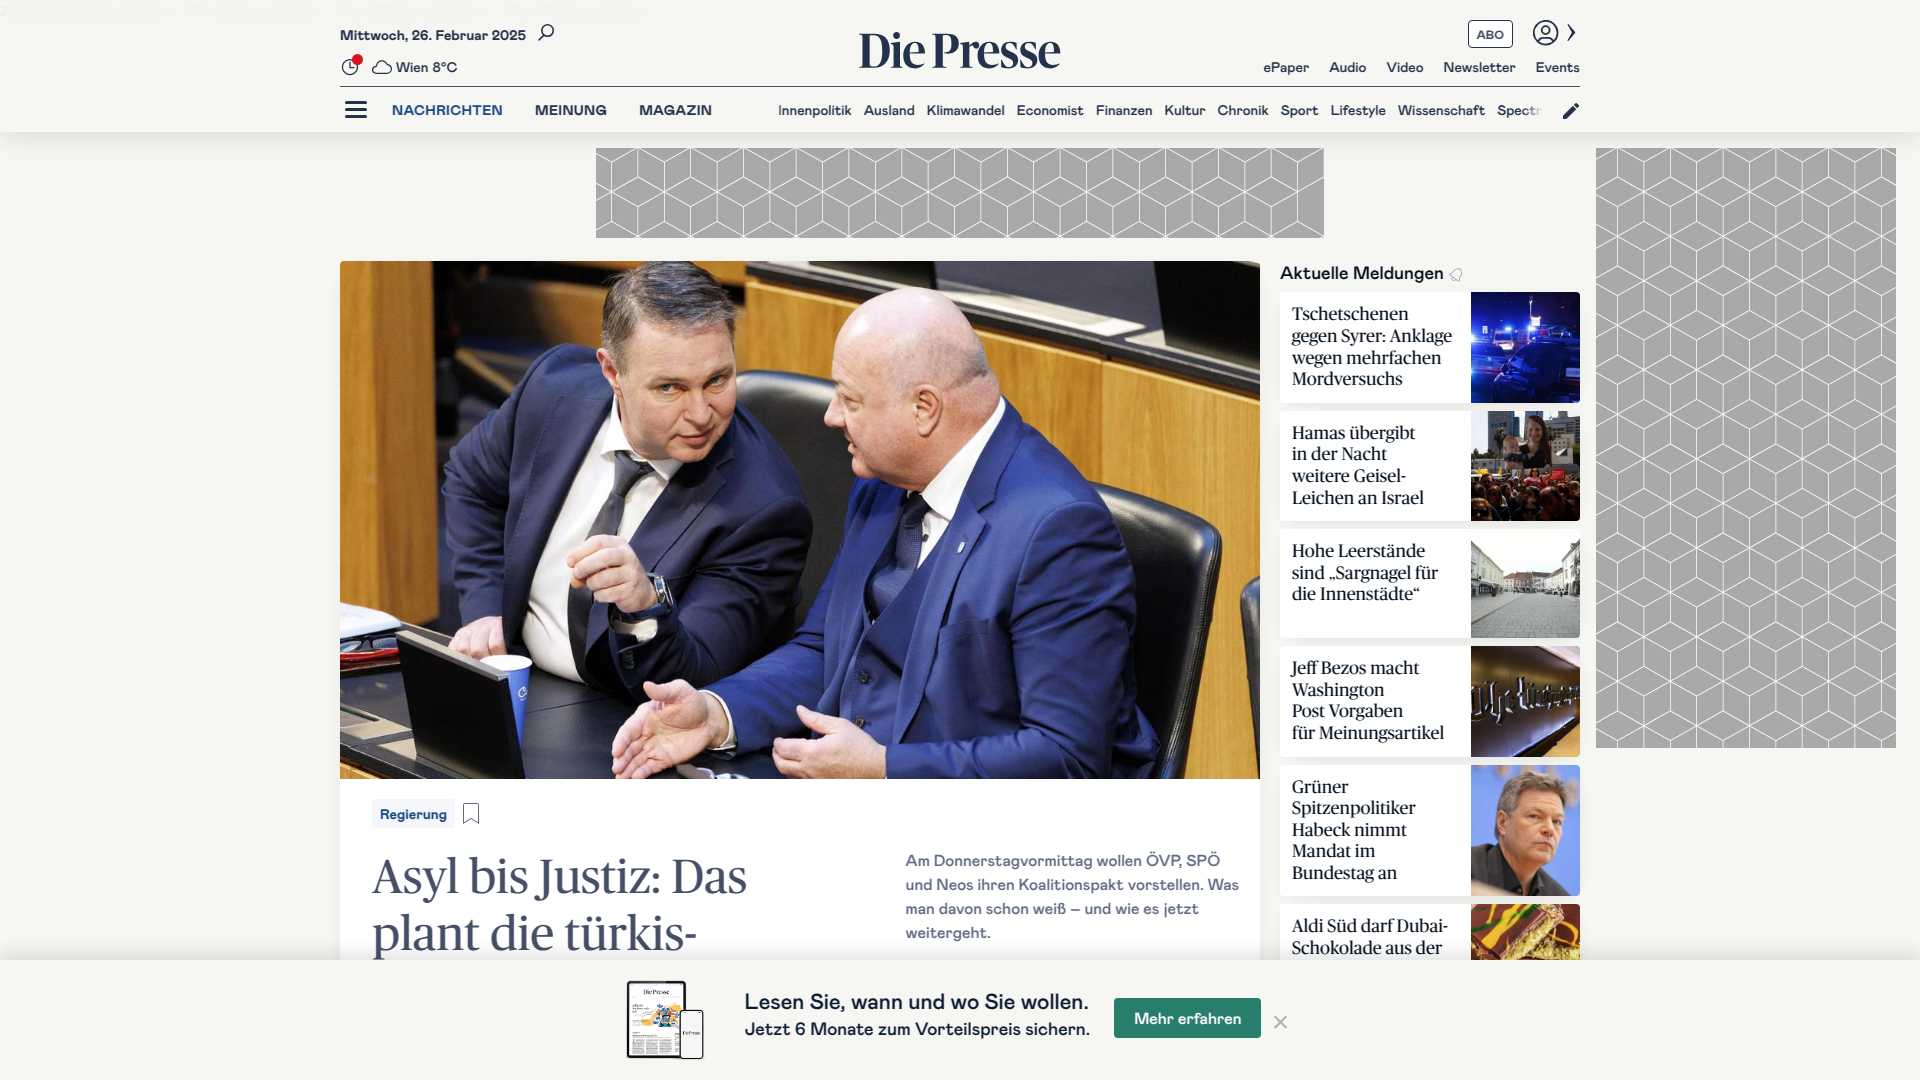 Mittwoch, 26. Februar 2025
Die Presse
ABO
Wien 8°C
ePaper Audio Video Newsletter Events
NACHRICHTEN MEINUNG MAGAZIN
Innenpolitik Ausland Klimawandel Economist Finanzen Kultur Chronik Sport Lifestyle Wissenschaft
Aktuelle Meldungen
Tschetschenen
gegen Syrer: Anklage
wegen mehrfachen
Mordversuchs
Hamas übergibt
in der Nacht
weitere Geisel-
Leichen an Israel
Hohe Leerstände
sind „Sargnagel für
die Innenstädte“
Jeff Bezos macht
Washington
Post Vorgaben
für Meinungsartikel
Grüner
Spitzenpolitiker
Habeck nimmt
Mandat im
Bundestag an
Aldi Süd darf Dubai-
Schokolade aus der
Regierung
Asyl bis Justiz: Das
plant die türkis-
Am Donnerstagvormittag wollen ÖVP, SPÖ
und Neos ihren Koalitionspakt vorstellen. Was
man davon schon weiß – und wie es jetzt
weitergeht.
Die Presse
Lesen Sie, wann und wo Sie wollen.
Jetzt 6 Monate zum Vorteilspreis sichern.
Mehr erfahren